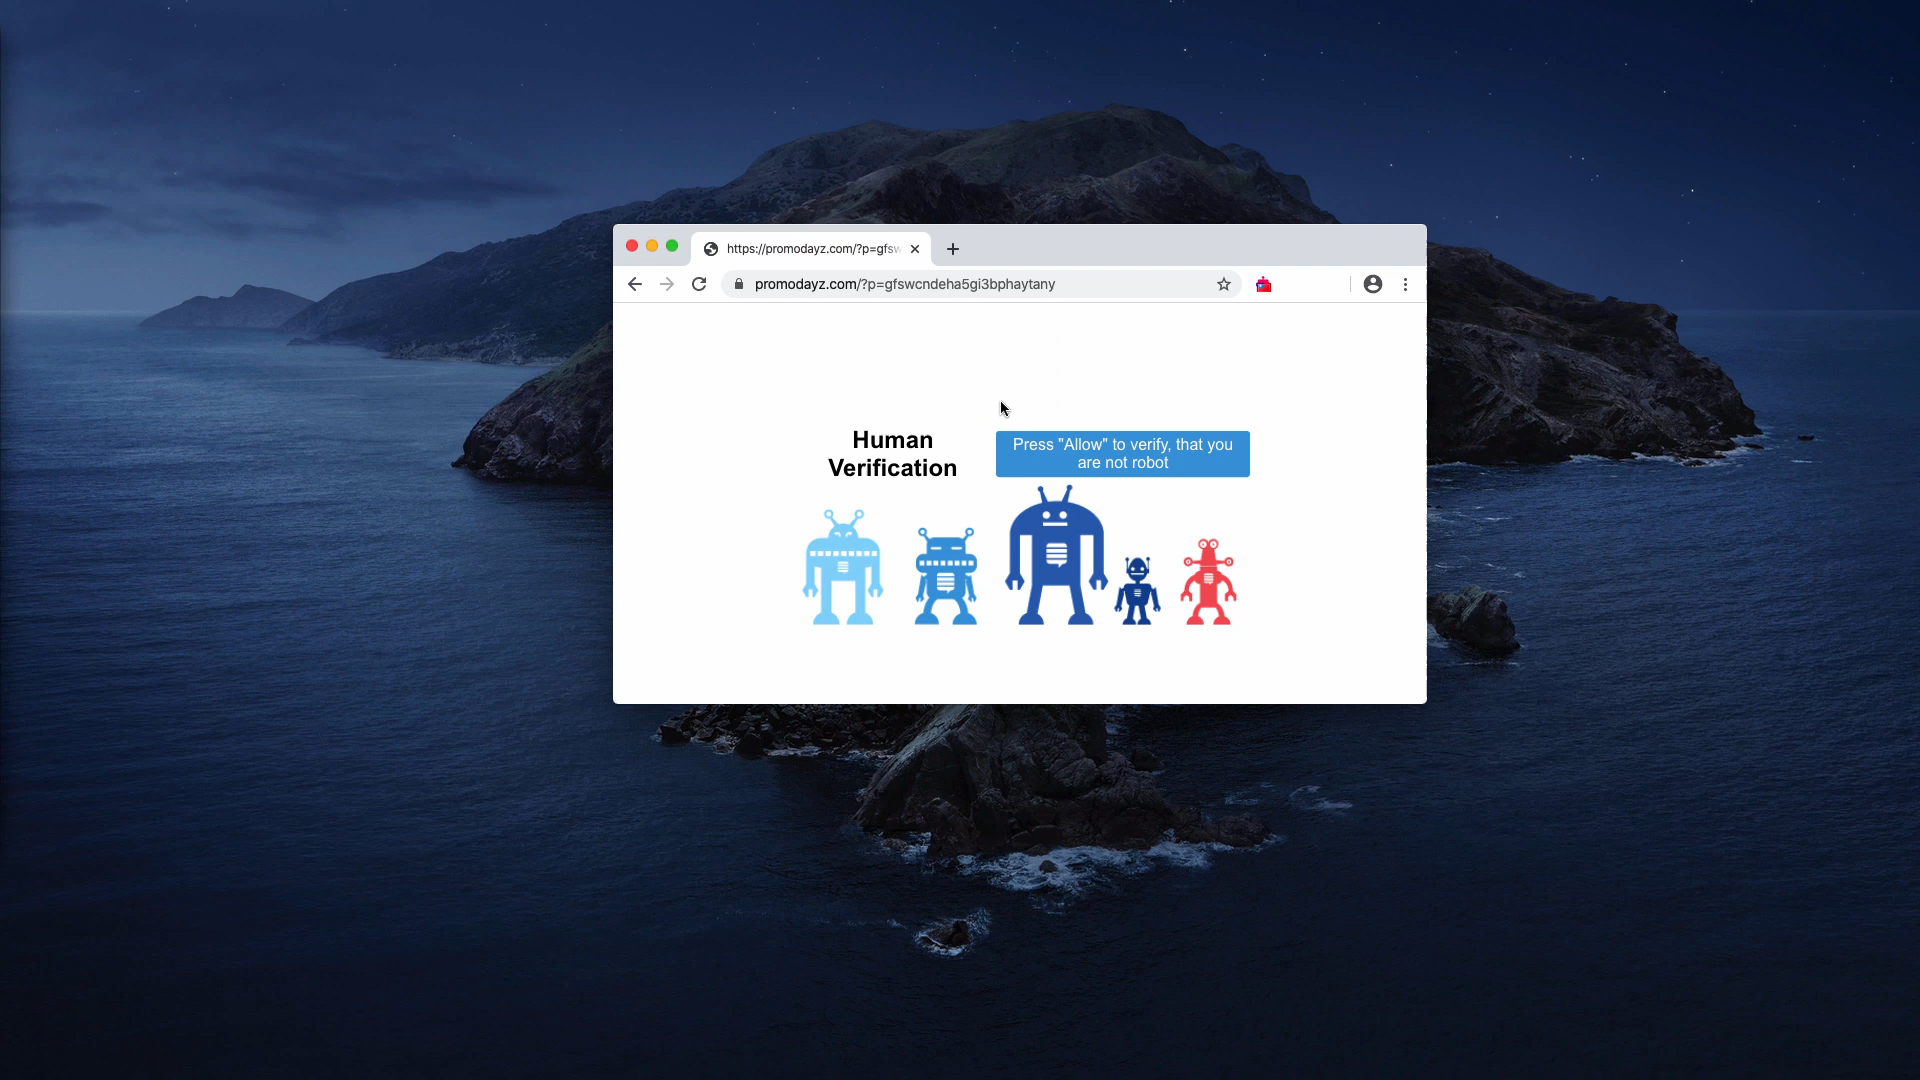 https://promodayz.com/?p=gfsw
promodayz.com/?p=gfswcndeha5gi3bphaytany
Human
Verification
Press "Allow" to verify, that you
are not robot